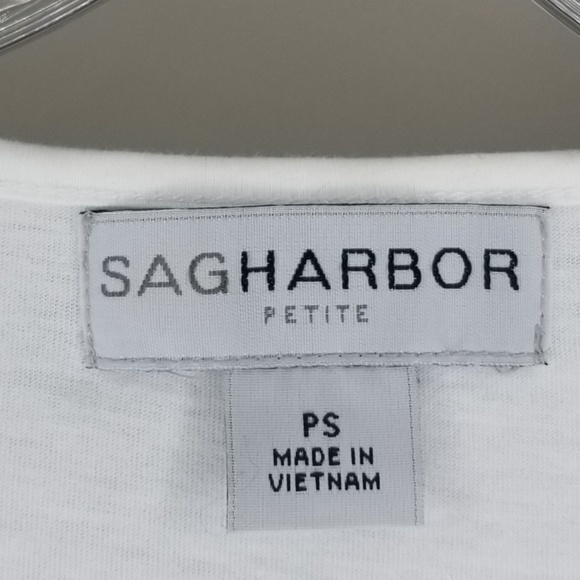 SAGHARBOR
PETITE
PS
MADE IN
VIETNAM